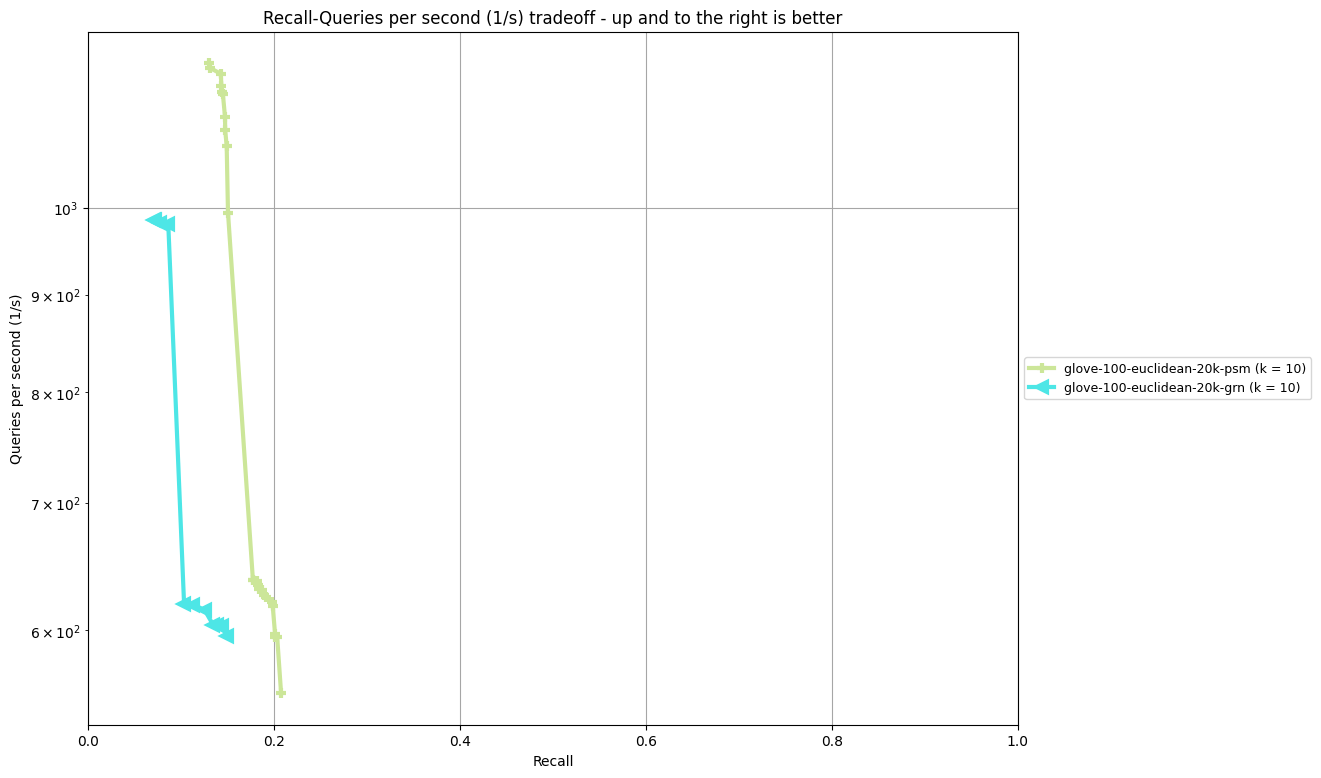 Recall-Queries per second (1/s) tradeoff - up and to the right is better
Queries per second (1/s)
10³
9 × 10²
8 × 10²
7 × 10²
6 × 10²
0.0 0.2 0.4 0.6 0.8 1.0
Recall
glove-100-euclidean-20k-psm (k = 10)
glove-100-euclidean-20k-grn (k = 10)